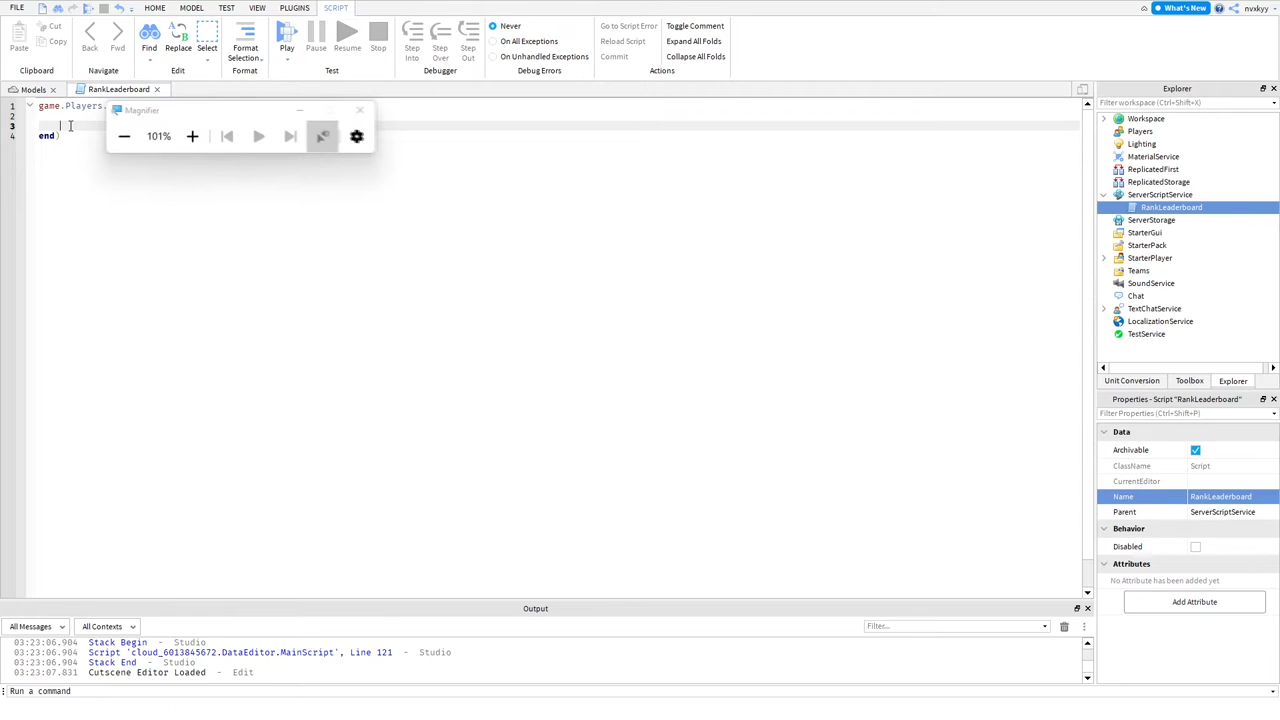 FILE HOME MODEL TEST VIEW PLUGINS SCRIPT What's New nvxkyy
Paste Cut Copy Back Fwd Find Replace Select Format Selection Play Pause Resume Stop Step Into Step Over Step Out
Never
On All Exceptions
On Unhandled Exceptions
Go to Script Error
Reload Script
Commit
Toggle Comment
Expand All Folds
Collapse All Folds
Clipboard Navigate Edit Format Test Debugger Debug Errors Actions
Models RankLeaderboard
1 game.Players.
2
3
4 end)
Magnifier
101%
Explorer
Filter workspace (Ctrl+Shift+X)
Workspace
Players
Lighting
MaterialService
ReplicatedFirst
ReplicatedStorage
ServerScriptService
RankLeaderboard
ServerStorage
StarterGui
StarterPack
StarterPlayer
Teams
SoundService
Chat
TextChatService
LocalizationService
TestService
Unit Conversion Toolbox Explorer
Properties - Script "RankLeaderboard"
Filter Properties (Ctrl+Shift+P)
Data
Archivable
ClassName Script
CurrentEditor
Name RankLeaderboard
Parent ServerScriptService
Behavior
Disabled
Attributes
No Attribute has been added yet
Add Attribute
Output
All Messages All Contexts Filter...
03:23:06.904 Stack Begin - Studio
03:23:06.904 Script 'cloud_6013845672.DataEditor.MainScript', Line 121 - Studio
03:23:06.904 Stack End - Studio
03:23:07.831 Cutscene Editor Loaded - Edit
Run a command